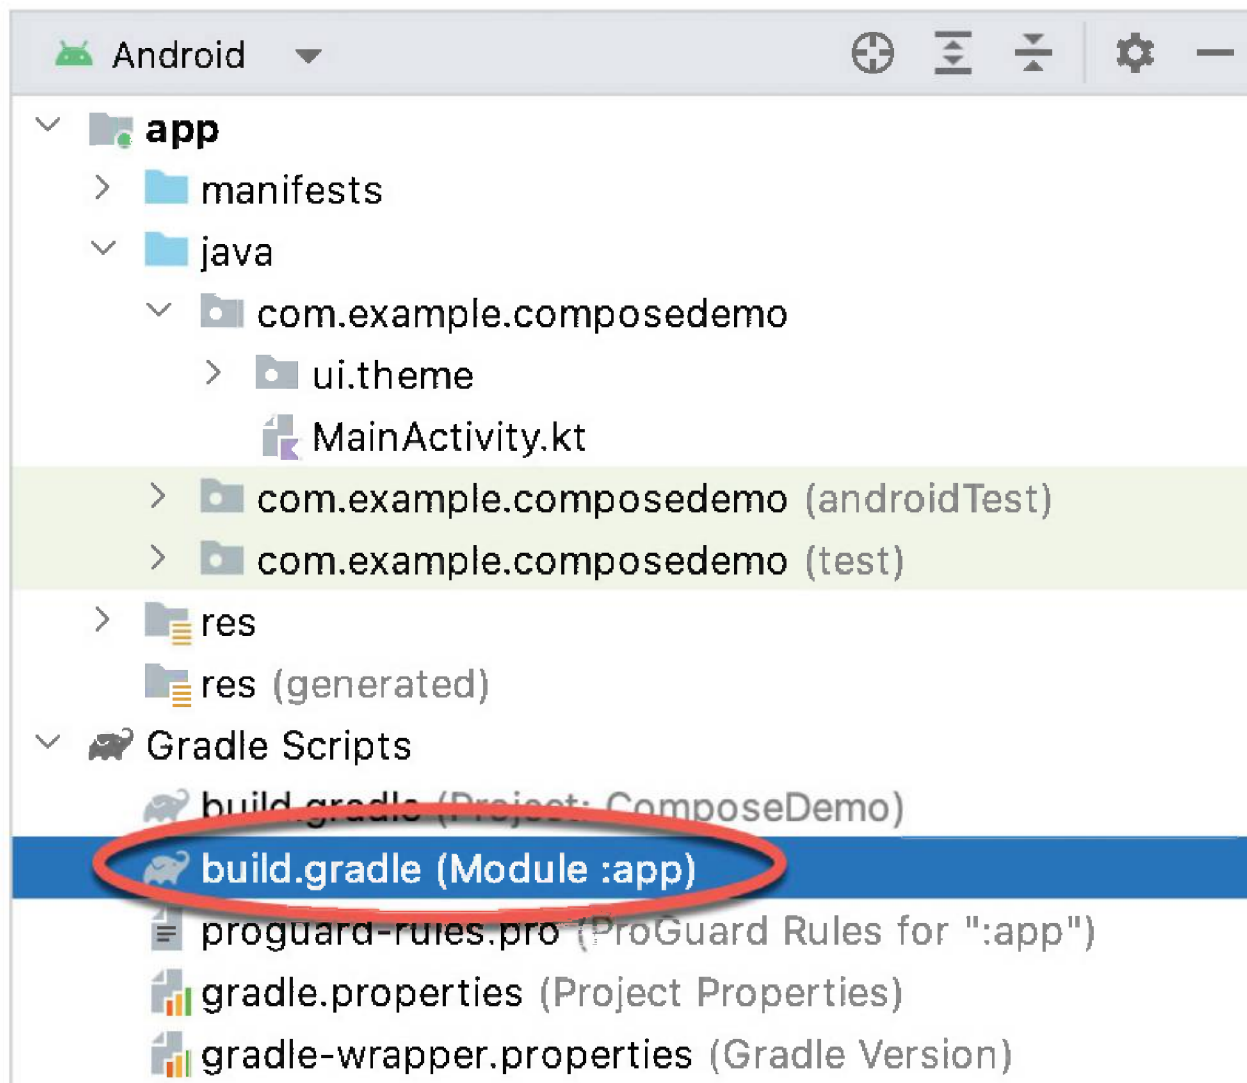 Android
app
manifests
java
com.example.composedemo
ui.theme
MainActivity.kt
com.example.composedemo (androidTest)
com.example.composedemo (test)
res
res (generated)
Gradle Scripts
build.gradle (Project: ComposeDemo)
build.gradle (Module :app)
proguard-rules.pro (ProGuard Rules for ":app")
gradle.properties (Project Properties)
gradle-wrapper.properties (Gradle Version)